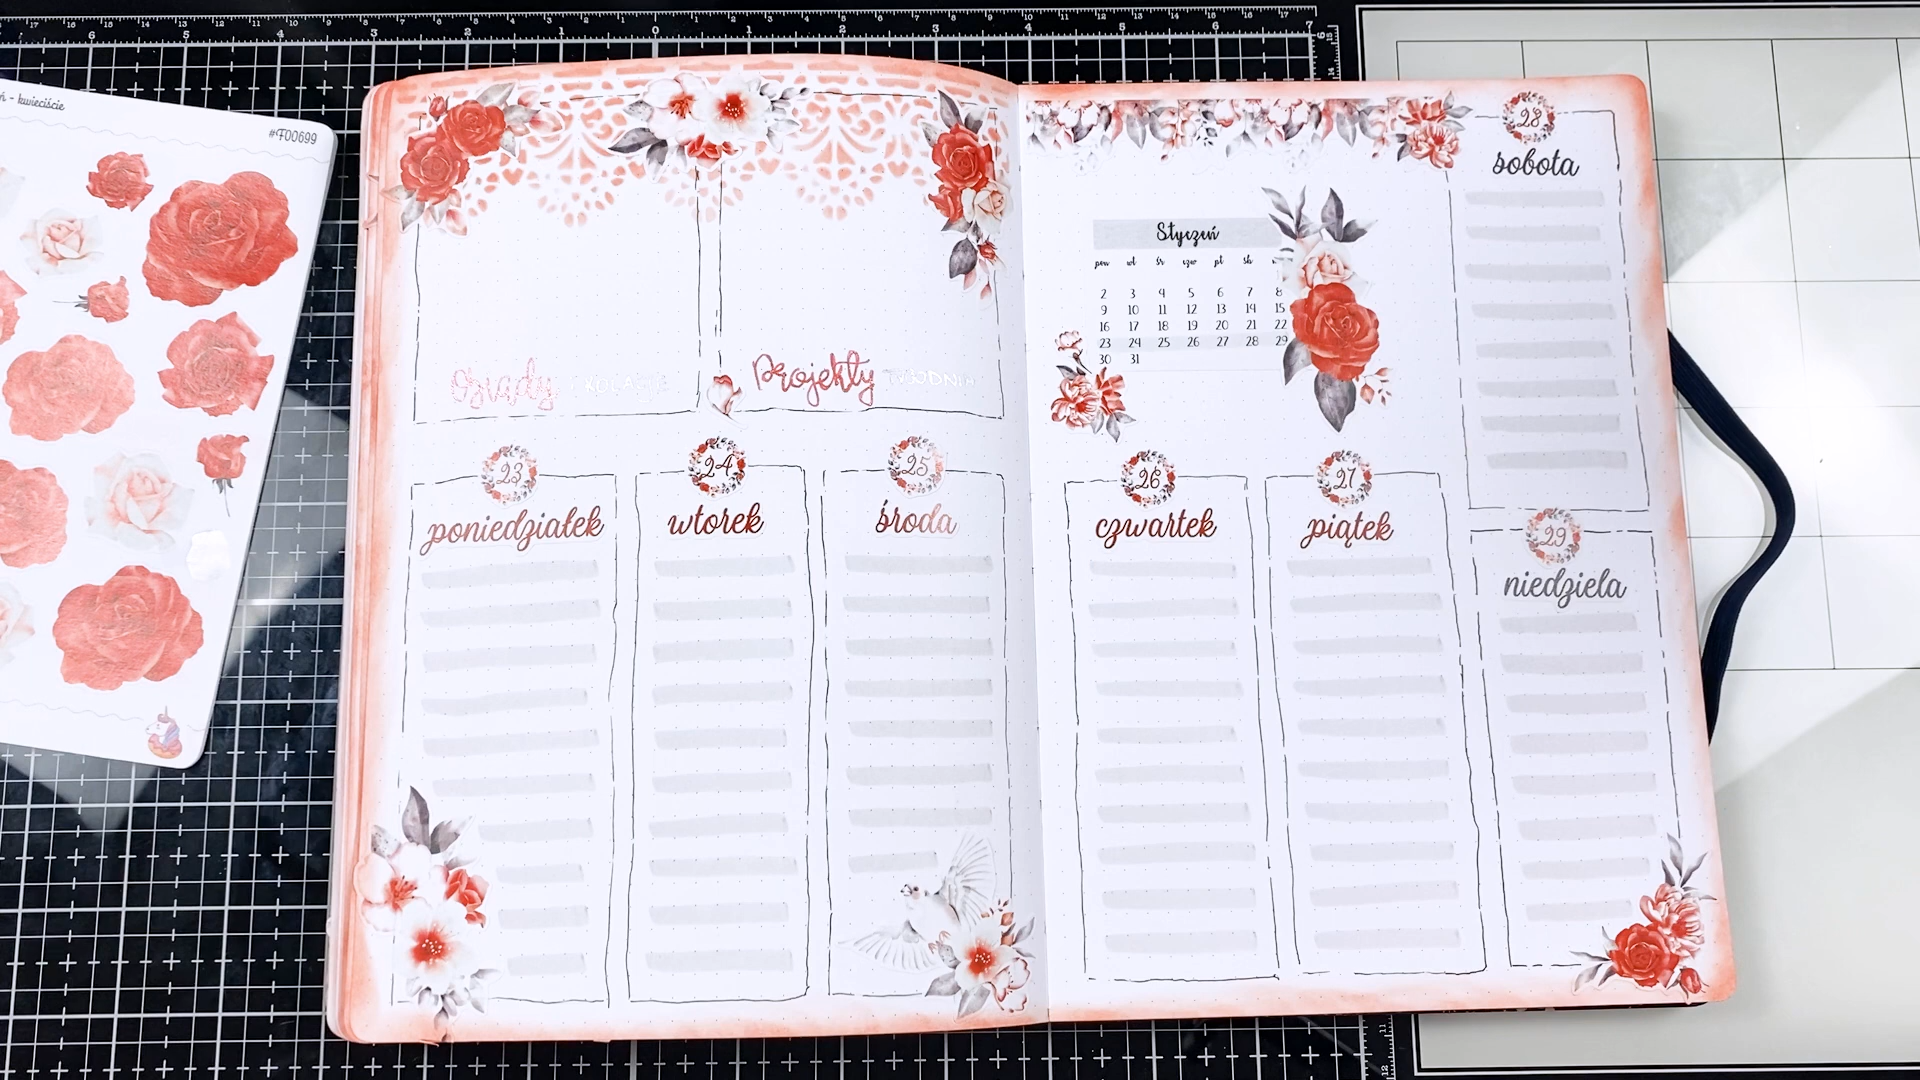 kwieciście
#F00699
Obiady
Projekty
23
poniedziałek
24
wtorek
25
środa
Styczeń
pon wt śr czw pt sb
2 3 4 5 6 7 8
9 10 11 12 13 14 15
16 17 18 19 20 21 22
23 24 25 26 27 28 29
30 31
26
czwartek
27
piątek
28
sobota
29
niedziela